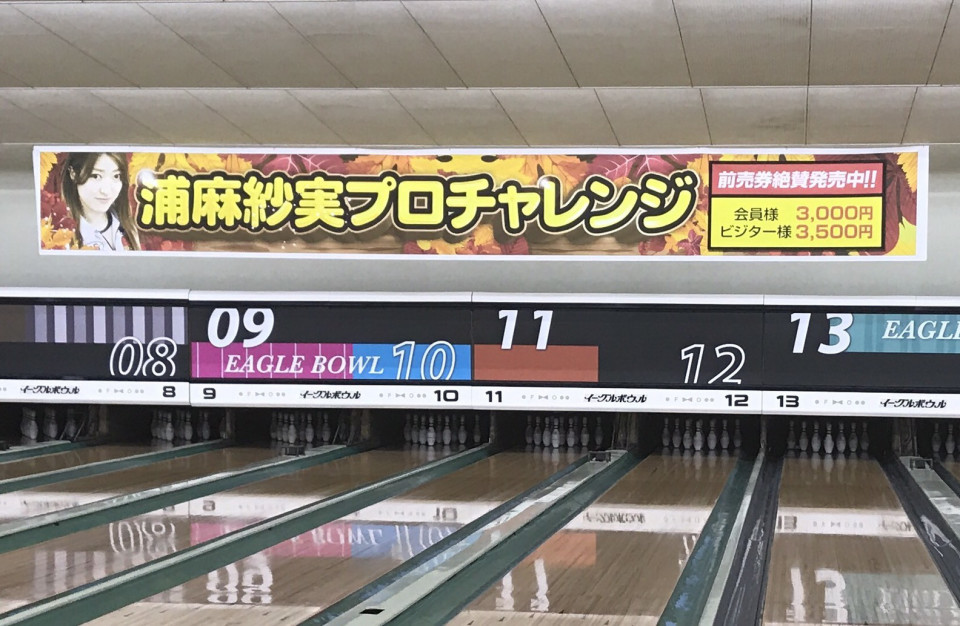 浦麻紗実プロチャレンジ
前売券絶賛発売中!!
会員様 3,000円
ビジター様 3,500円
08
09
EAGLE BOWL
10
11
12
13
EAGL
8
イーグルボウル
9
イーグルボウル
10
11
イーグルボウル
12
13
イーグルボウル